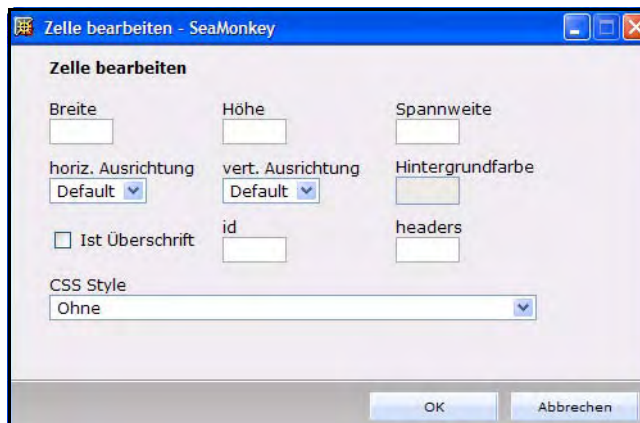 Zelle bearbeiten - SeaMonkey
Zelle bearbeiten
Breite Höhe Spannweite
horiz. Ausrichtung vert. Ausrichtung Hintergrundfarbe
Default Default
Ist Überschrift id headers
CSS Style
Ohne
OK Abbrechen